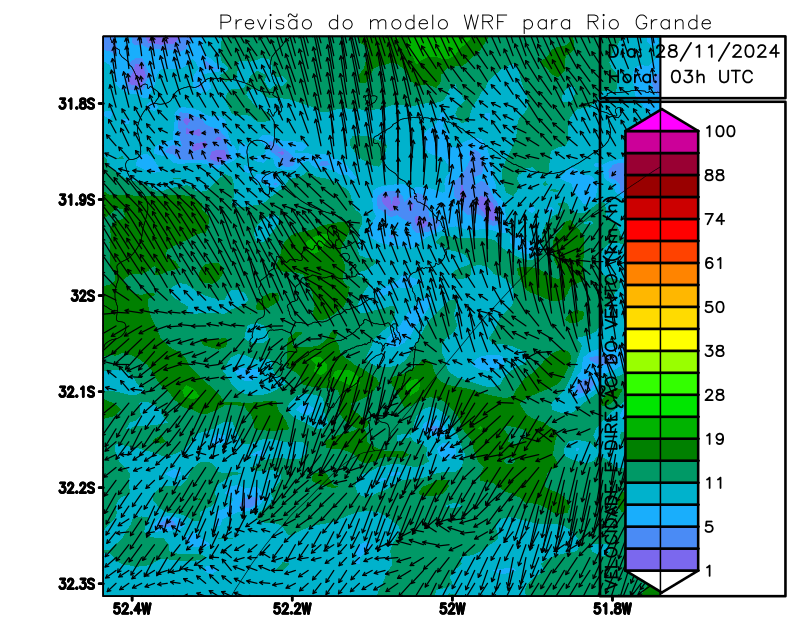 Previsão do modelo WRF para Rio Grande
Dia: 28/11/2024
Hora: 03h UTC
31.8S
31.9S
32S
32.1S
32.2S
32.3S
52.4W
52.2W
52W
51.8W
VELOCIDADE E DIREÇÃO DO VENTO (km/h)
100
88
74
61
50
38
28
19
11
5
1